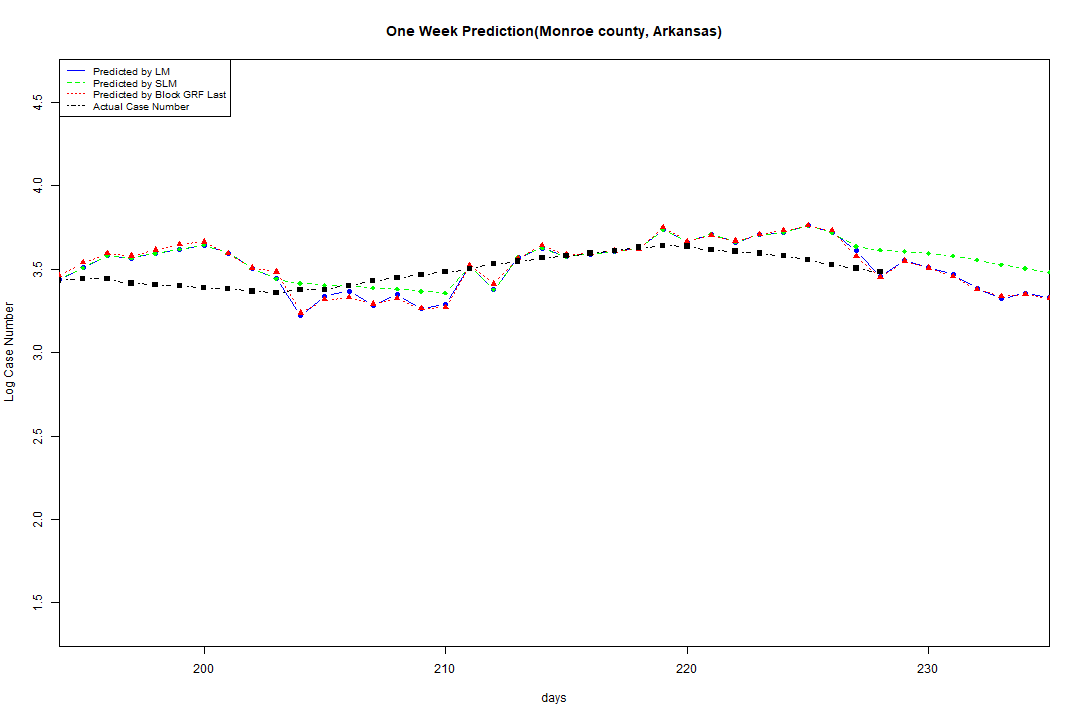 One Week Prediction(Monroe county, Arkansas)
Predicted by LM
Predicted by SLM
Predicted by Block GRF Last
Actual Case Number
4.5
4.0
3.5
3.0
2.5
2.0
1.5
Log Case Number
200
210
220
230
days